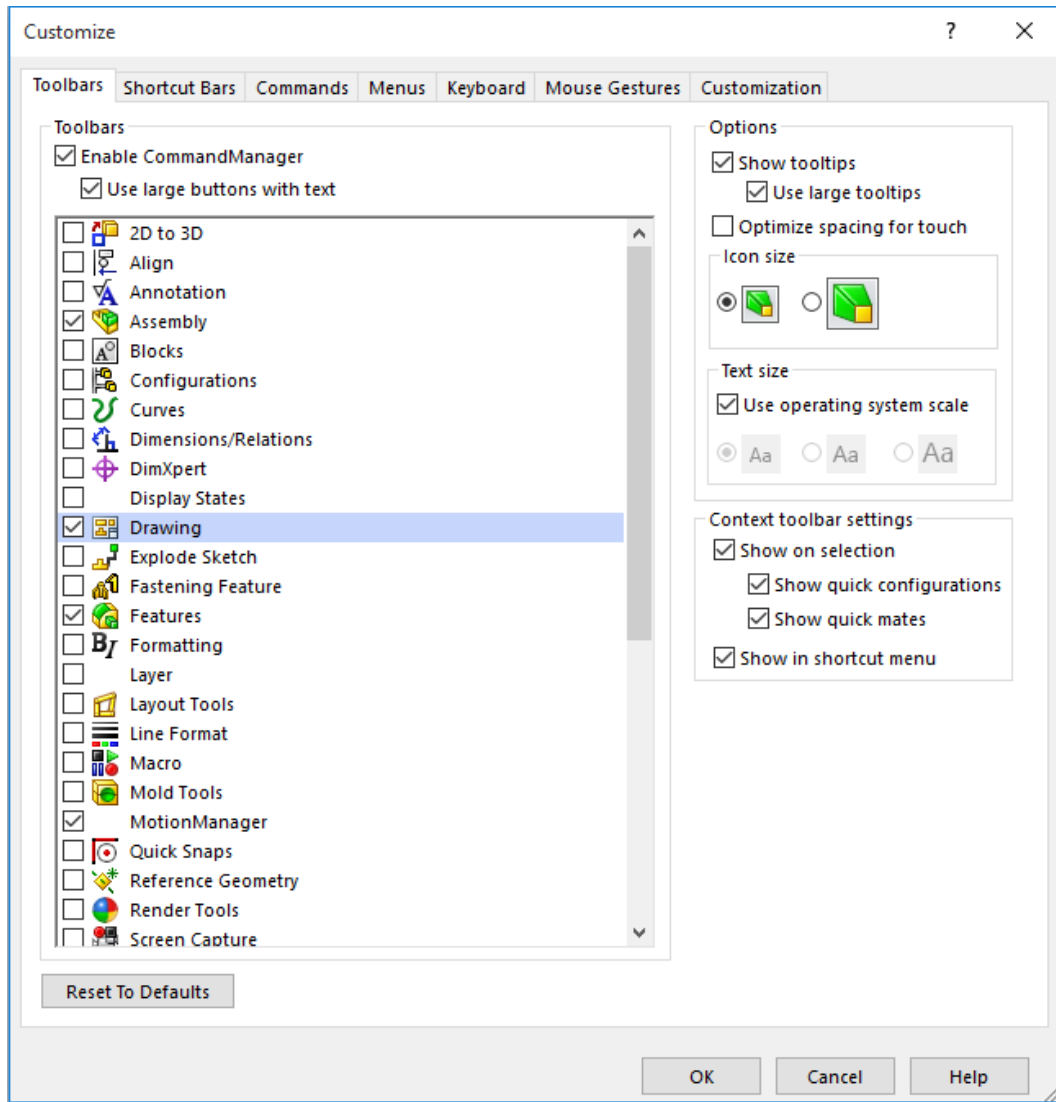 Customize
?
Toolbars Shortcut Bars Commands Menus Keyboard Mouse Gestures Customization
Toolbars
Enable CommandManager
Use large buttons with text
2D to 3D
Align
Annotation
Assembly
Blocks
Configurations
Curves
Dimensions/Relations
DimXpert
Display States
Drawing
Explode Sketch
Fastening Feature
Features
Formatting
Layer
Layout Tools
Line Format
Macro
Mold Tools
MotionManager
Quick Snaps
Reference Geometry
Render Tools
Screen Capture
Reset To Defaults
Options
Show tooltips
Use large tooltips
Optimize spacing for touch
Icon size
Text size
Use operating system scale
Aa Aa Aa
Context toolbar settings
Show on selection
Show quick configurations
Show quick mates
Show in shortcut menu
OK Cancel Help